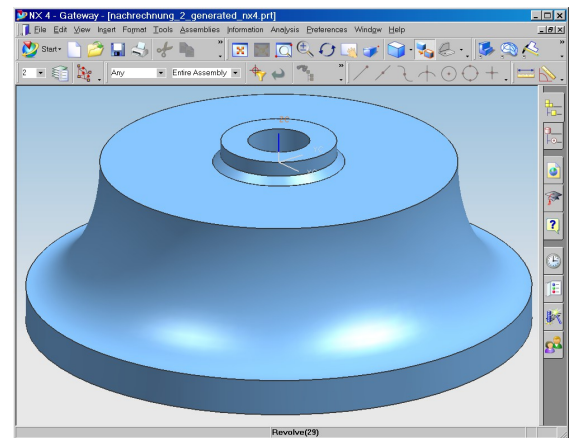 NX 4 - Gateway - [nachrechnung_2_generated_nx4.prt]
File Edit View Insert Format Tools Assemblies Information Analysis Preferences Window Help
Start
2 Any Entire Assembly
Revolve(29)